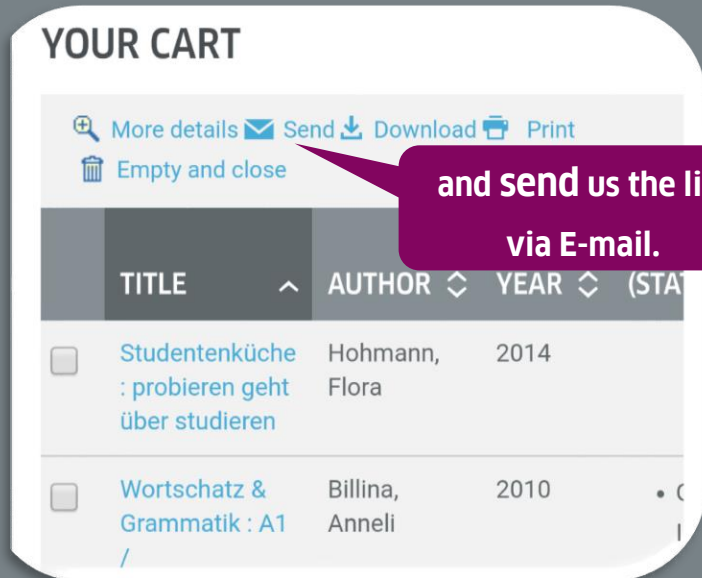 YOUR CART
More details Send Download Print
Empty and close
and send us the li
via E-mail.
TITLE AUTHOR YEAR (STAT
Studentenküche Hohmann, 2014
: probieren geht Flora
über studieren
Wortschatz & Billina, 2010
Grammatik : A1 Anneli
/